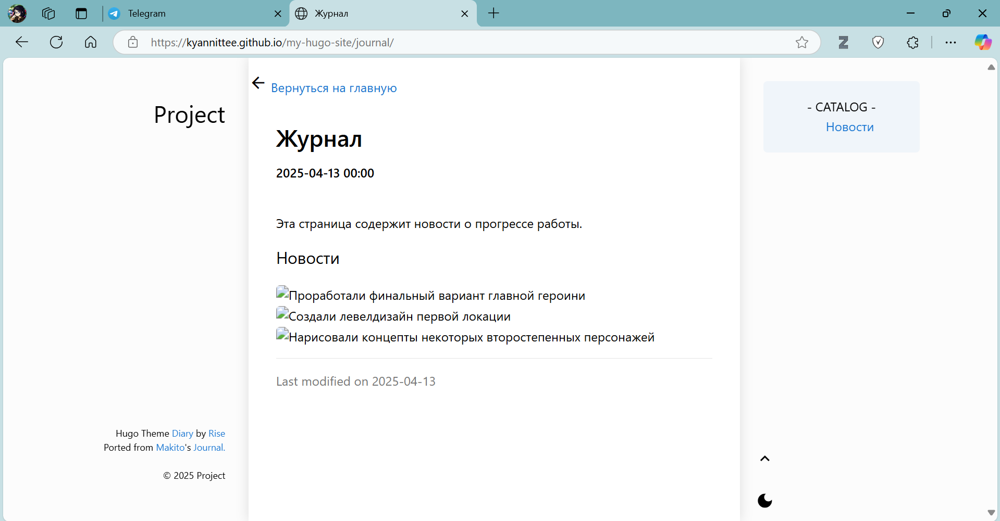 Telegram
Журнал
https://kyannittee.github.io/my-hugo-site/journal/
Project
Вернуться на главную
Журнал
2025-04-13 00:00
Эта страница содержит новости о прогрессе работы.
Новости
Проработали финальный вариант главной героини
Создали левелдизайн первой локации
Нарисовали концепты некоторых второстепенных персонажей
Last modified on 2025-04-13
- CATALOG -
Новости
Hugo Theme Diary by Rise
Ported from Makito's Journal.
© 2025 Project